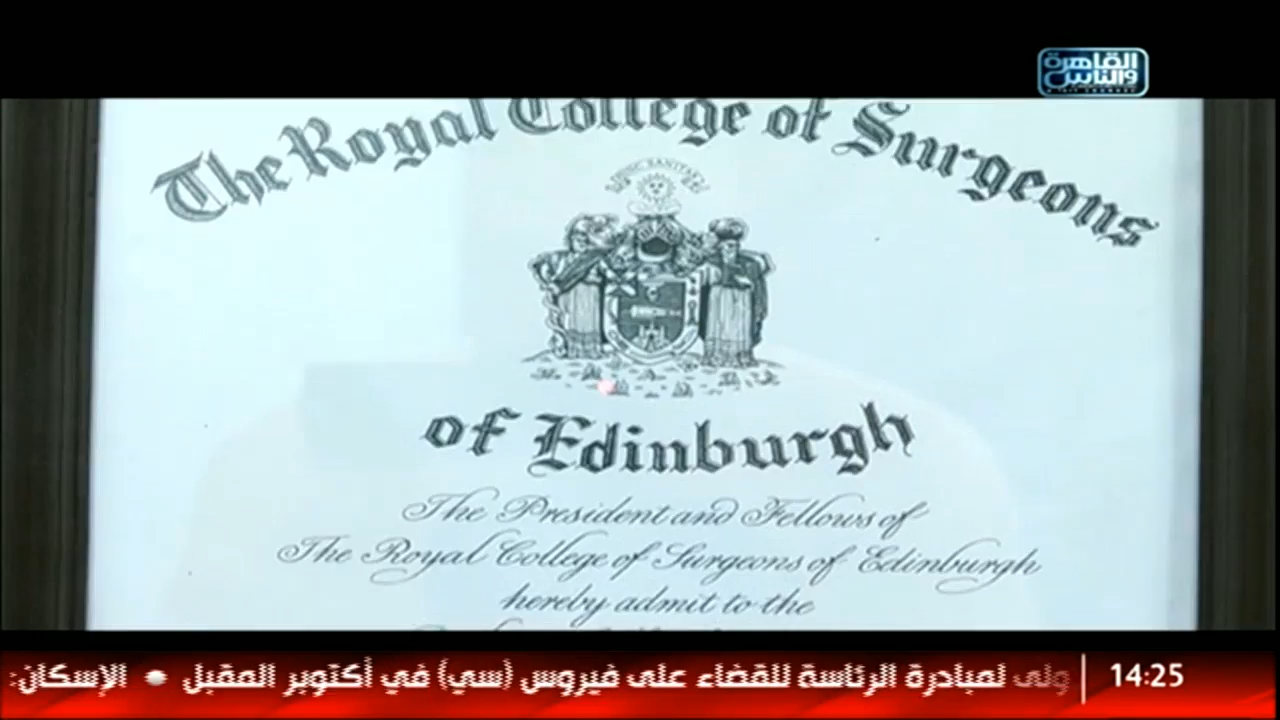 القاهرة
والناس
The Royal College of Surgeons
of Edinburgh
The President and Fellows of
The Royal College of Surgeons of Edinburgh
hereby admit to the
14:25
ولى لمبادرة الرئاسة للقضاء على فيروس (سي) في أكتوبر المقبل • الإسكان: